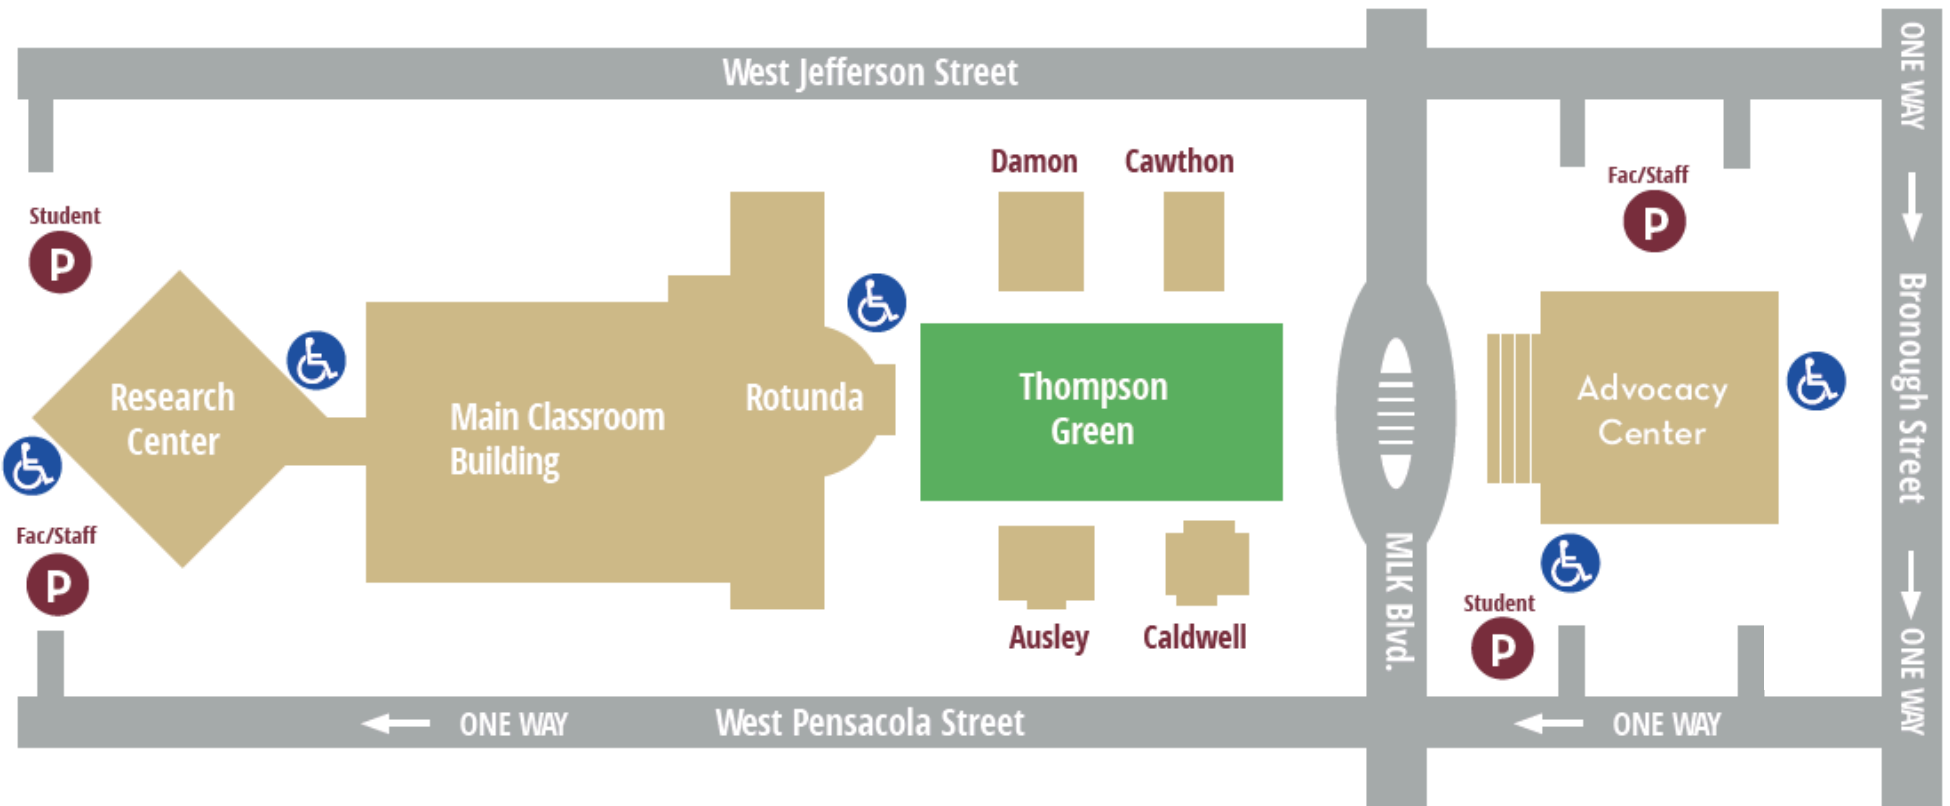 West Jefferson Street
ONE WAY
Damon
Cawthon
Fac/Staff
P
Student
P
Bronough Street
Research
Center
Main Classroom
Building
Rotunda
Thompson
Green
Advocacy
Center
Fac/Staff
P
MLK Blvd.
Student
P
Ausley
Caldwell
ONE WAY
ONE WAY
West Pensacola Street
ONE WAY